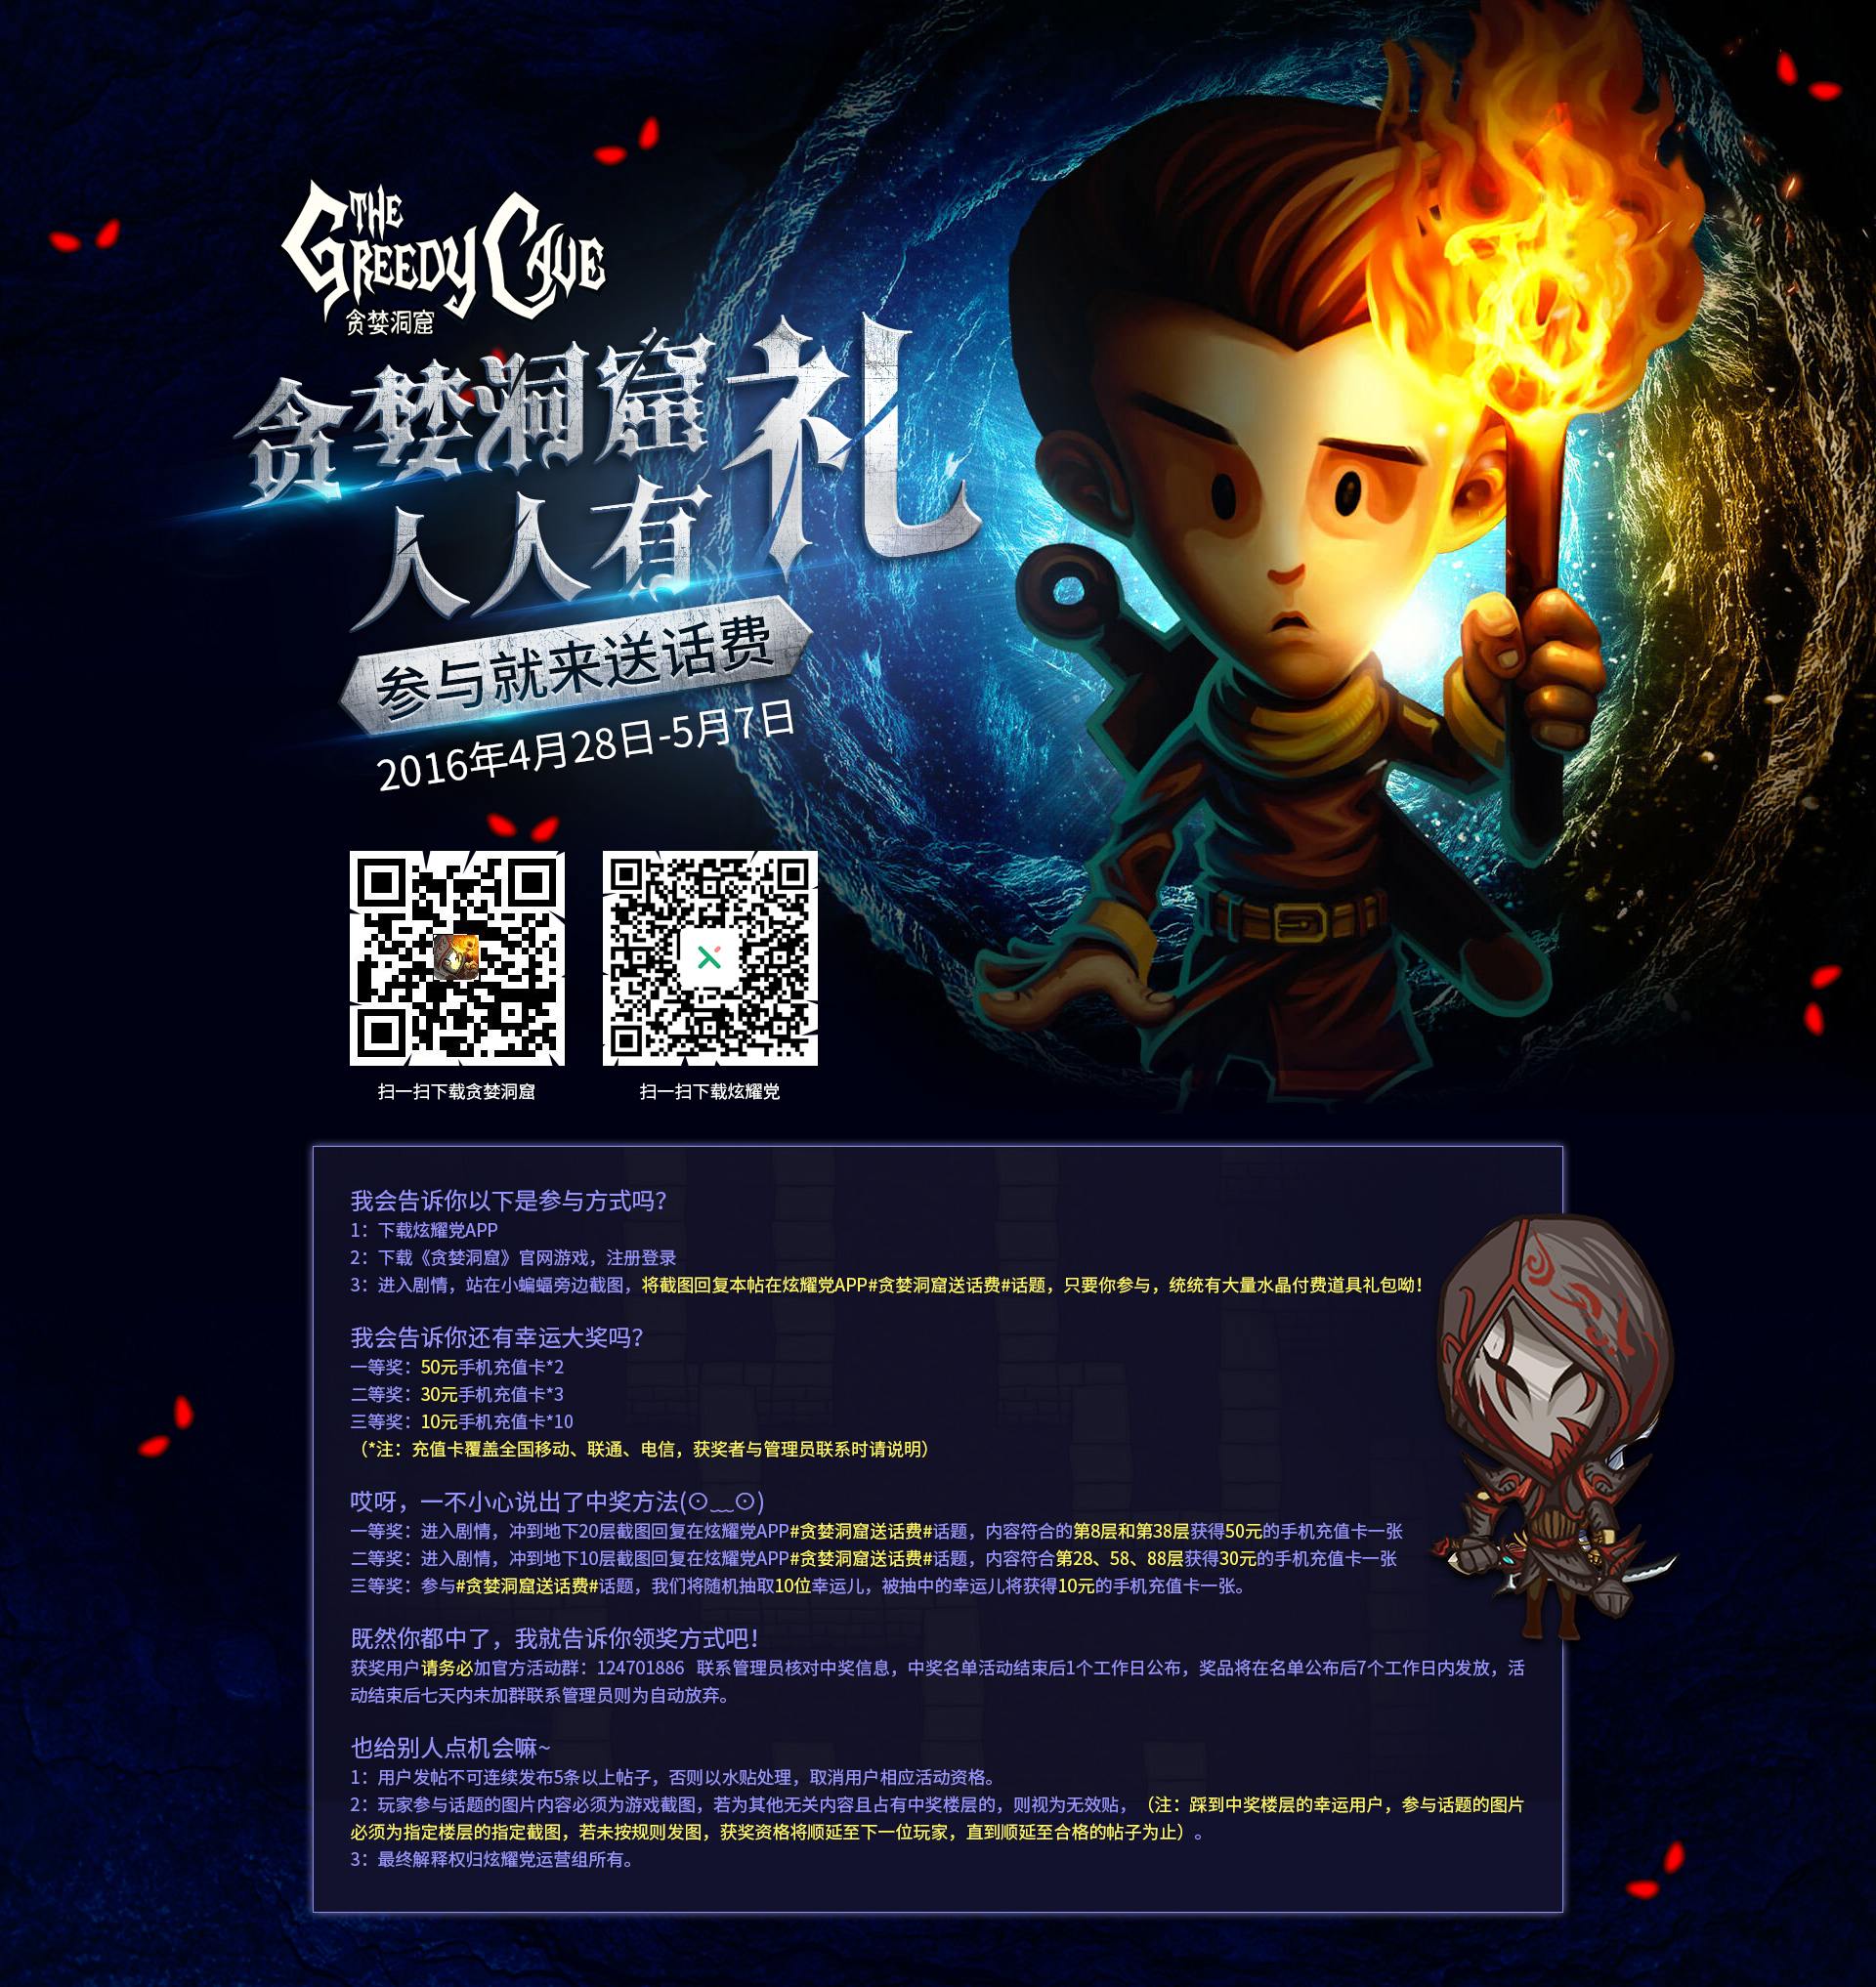 THE
GREEDY CAVE
贪婪洞窟
贪婪洞窟
人人有礼
参与就来送话费
2016年4月28日-5月7日
扫一扫下载贪婪洞窟
扫一扫下载炫耀党
我会告诉你以下是参与方式吗？
1：下载炫耀党APP
2：下载《贪婪洞窟》官网游戏，注册登录
3：进入剧情，站在小蝙蝠旁边截图，将截图回复本帖在炫耀党APP#贪婪洞窟送话费#话题，只要你参与，统统有大量水晶付费道具礼包呦！
我会告诉你还有幸运大奖吗？
一等奖：50元手机充值卡*2
二等奖：30元手机充值卡*3
三等奖：10元手机充值卡*10
（*注：充值卡覆盖全国移动、联通、电信，获奖者与管理员联系时请说明）
哎呀，一不小心说出了中奖方法(⊙﹏⊙)
一等奖：进入剧情，冲到地下20层截图回复在炫耀党APP#贪婪洞窟送话费#话题，内容符合的第8层和第38层获得50元的手机充值卡一张
二等奖：进入剧情，冲到地下10层截图回复在炫耀党APP#贪婪洞窟送话费#话题，内容符合第28、58、88层获得30元的手机充值卡一张
三等奖：参与#贪婪洞窟送话费#话题，我们将随机抽取10位幸运儿，被抽中的幸运儿将获得10元的手机充值卡一张。
既然你都中了，我就告诉你领奖方式吧！
获奖用户请务必加官方活动群：124701886 联系管理员核对中奖信息，中奖名单活动结束后1个工作日公布，奖品将在名单公布后7个工作日内发放，活
动结束后七天内未加群联系管理员则为自动放弃。
也给别人点机会嘛~
1：用户发帖不可连续发布5条以上帖子，否则以水贴处理，取消用户相应活动资格。
2：玩家参与话题的图片内容必须为游戏截图，若为其他无关内容且占有中奖楼层的，则视为无效贴，（注：踩到中奖楼层的幸运用户，参与话题的图片
必须为指定楼层的指定截图，若未按规则发图，获奖资格将顺延至下一位玩家，直到顺延至合格的帖子为止）。
3：最终解释权归炫耀党运营组所有。